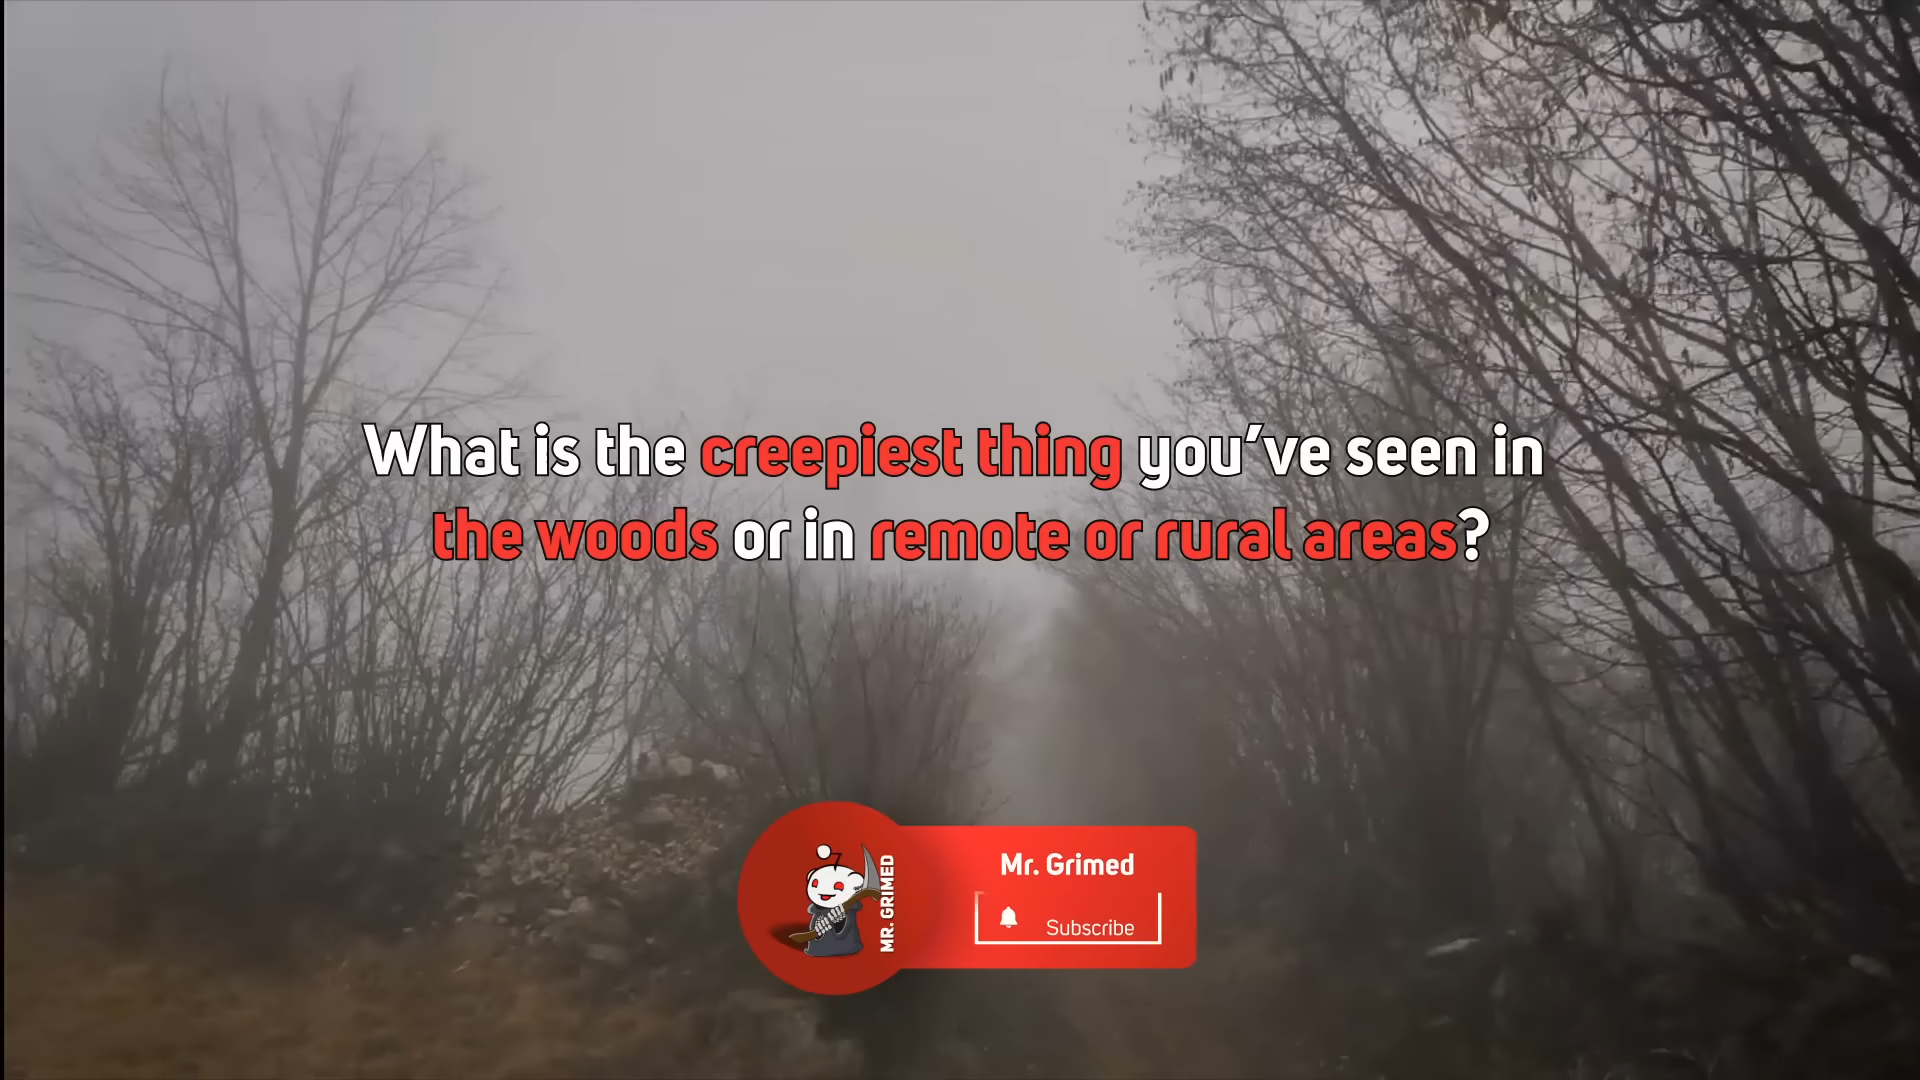 What is the creepiest thing you’ve seen in
the woods or in remote or rural areas?
MR. GRIMED
Mr. Grimed
Subscribe